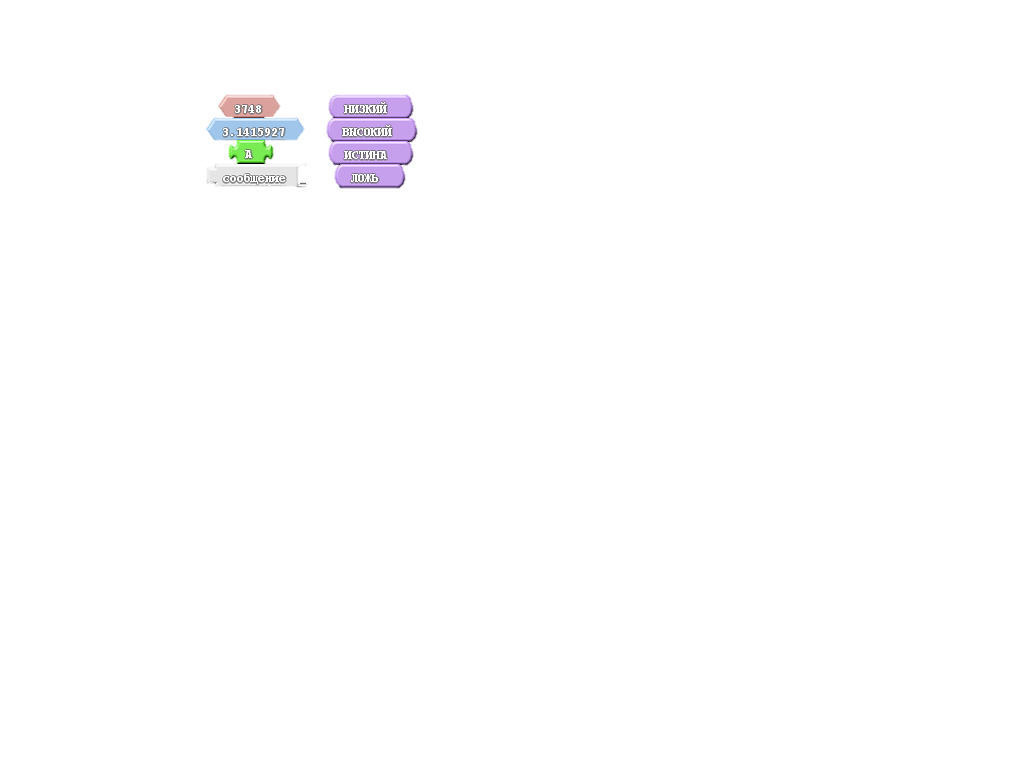 3748
3.1415927
A
сообщение
НИЗКИЙ
ВЫСОКИЙ
ИСТИНА
ЛОЖЬ